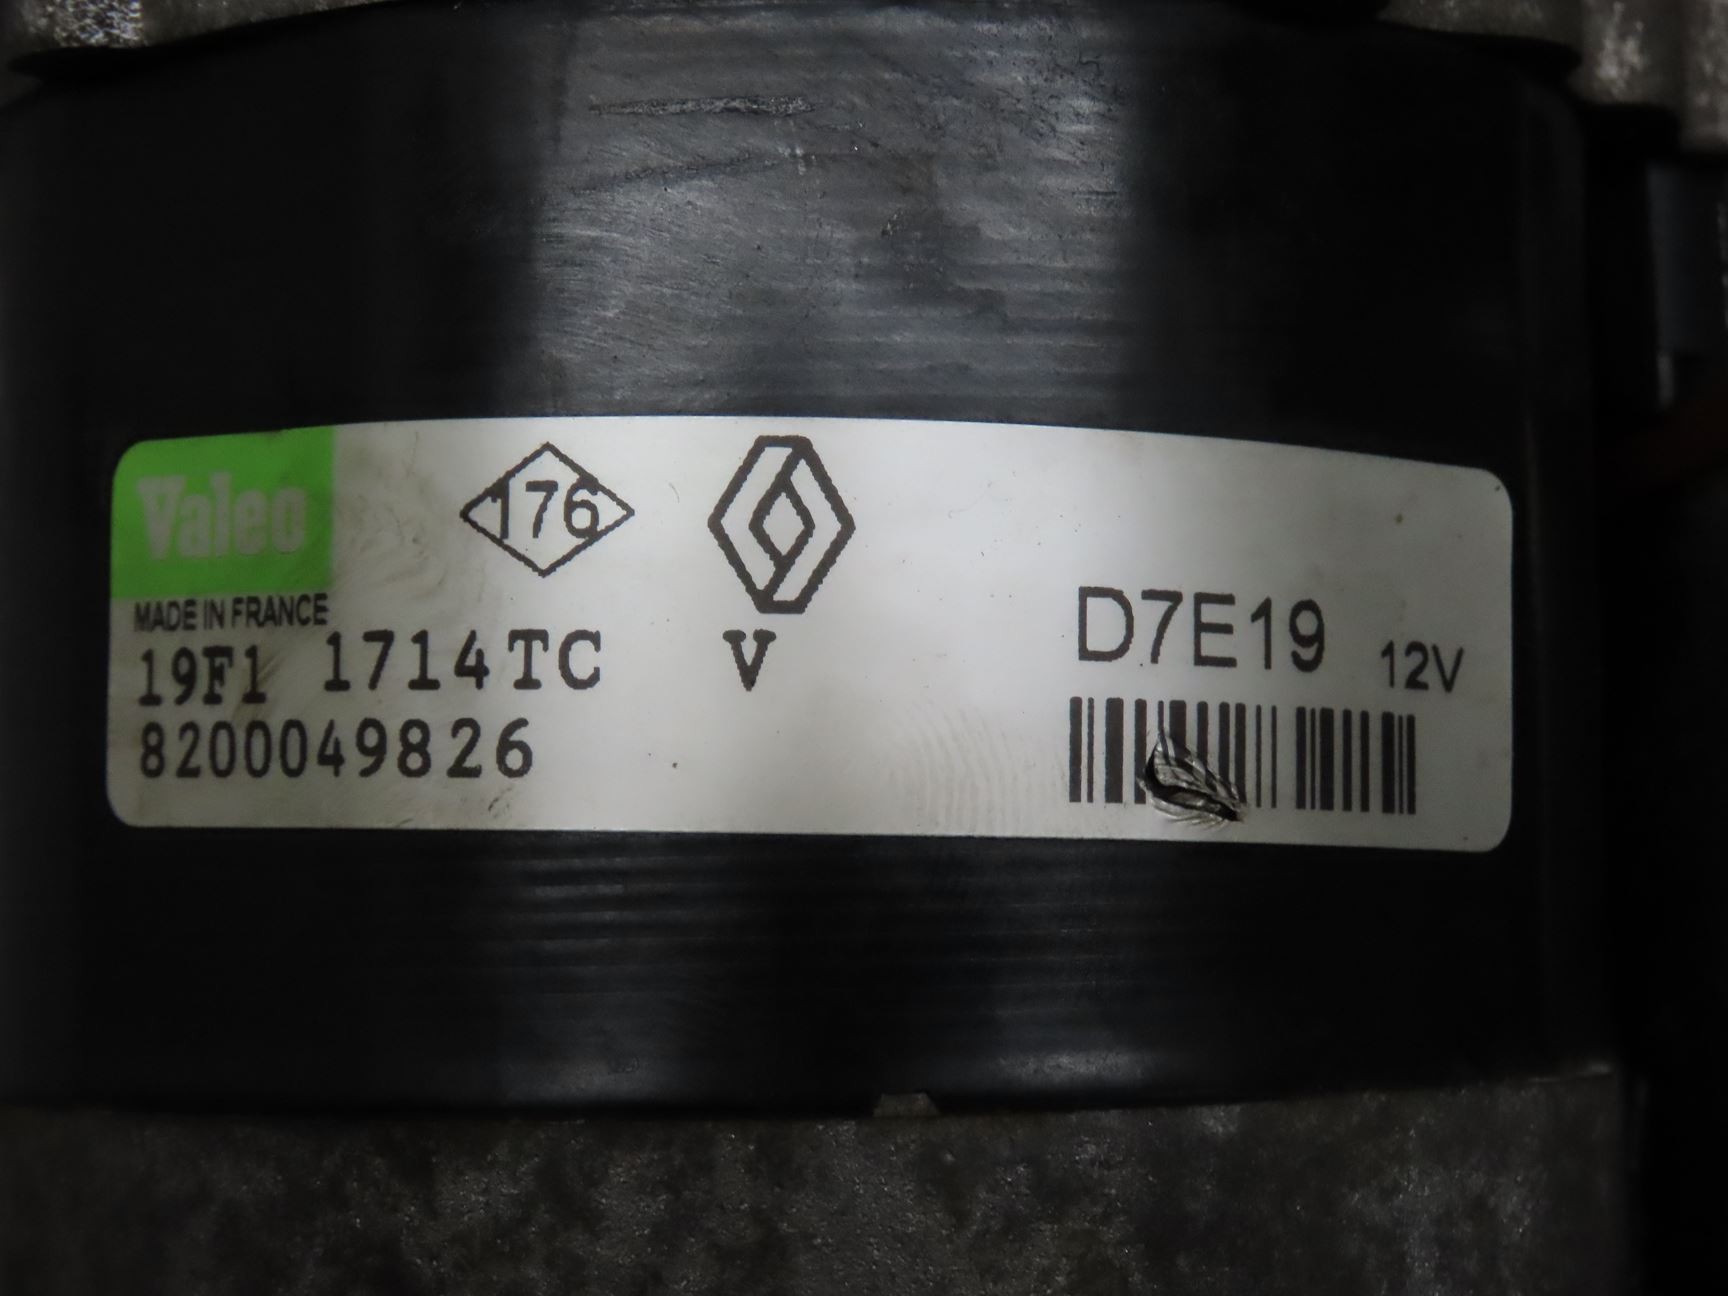 Valeo
176
MADE IN FRANCE
19F1 1714TC V
8200049826
D7E19 12V